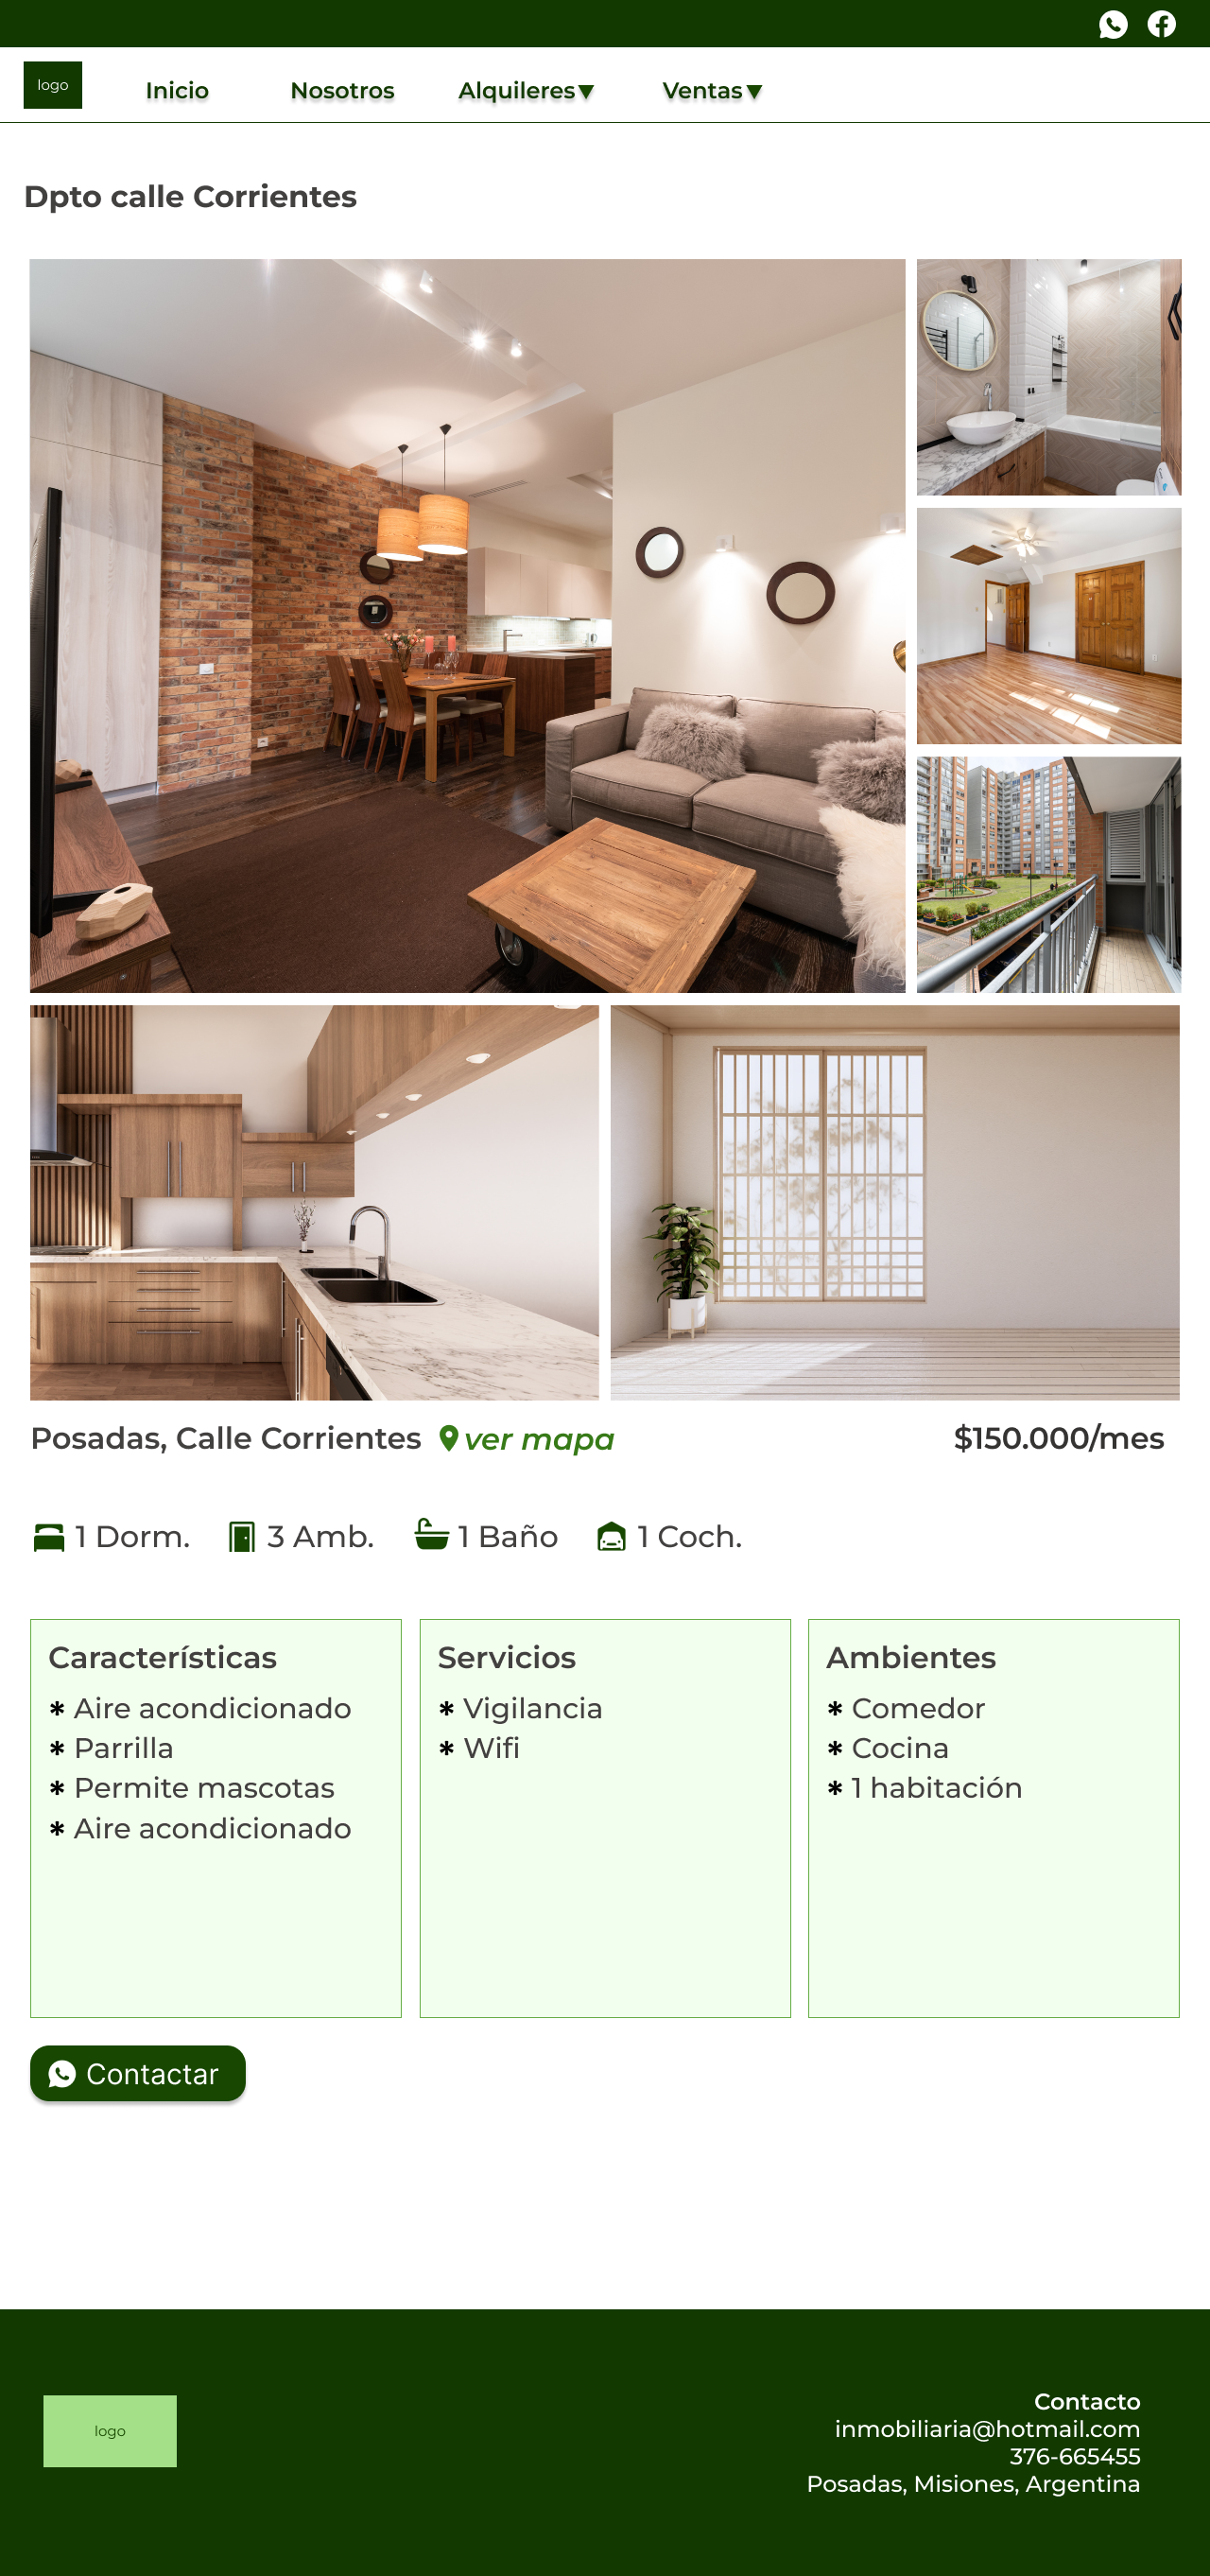 logo
Inicio
Nosotros
Alquileres
Ventas
Dpto calle Corrientes
Posadas, Calle Corrientes
ver mapa
$150.000/mes
1 Dorm.
3 Amb.
1 Baño
1 Coch.
Características
* Aire acondicionado
* Parrilla
* Permite mascotas
* Aire acondicionado
Servicios
* Vigilancia
* Wifi
Ambientes
* Comedor
* Cocina
* 1 habitación
Contactar
logo
Contacto
inmobiliaria@hotmail.com
376-665455
Posadas, Misiones, Argentina